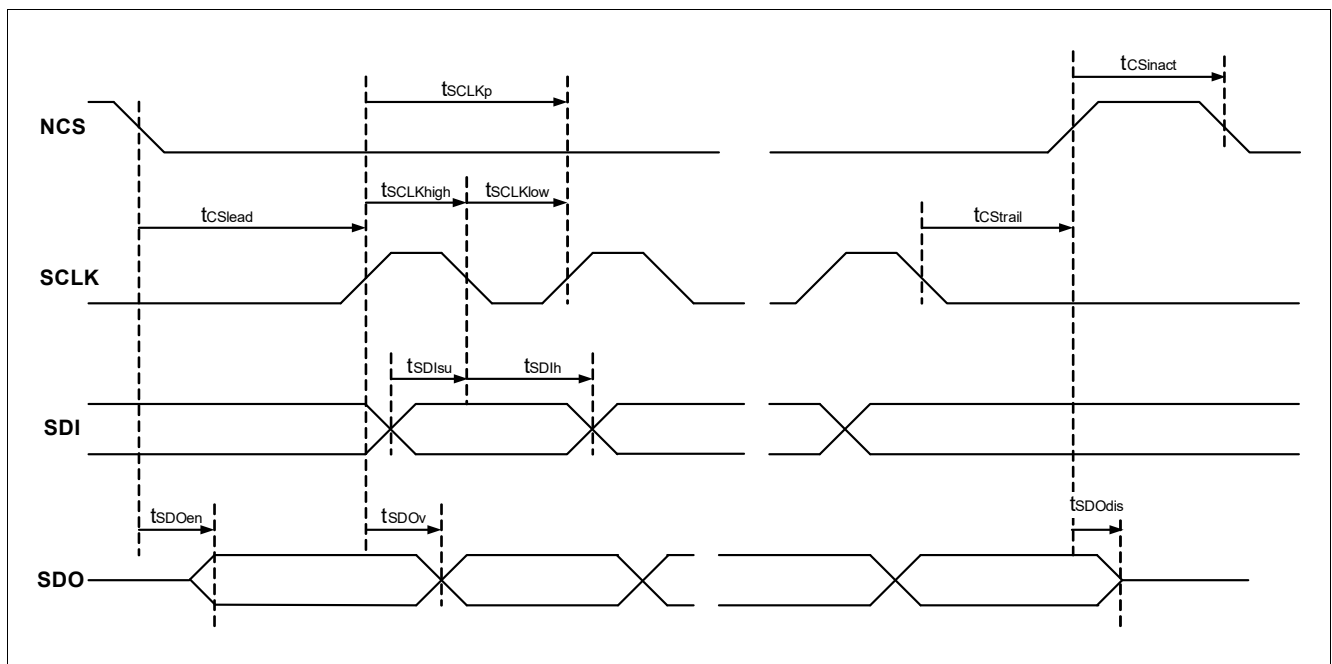 tCSinact
tSCLKp
NCS
tSCLKhigh
tSCLKlow
tCSlead
tCStrail
SCLK
tSDIsu
tSDIh
SDI
tSDOen
tSDOv
tSDOdis
SDO